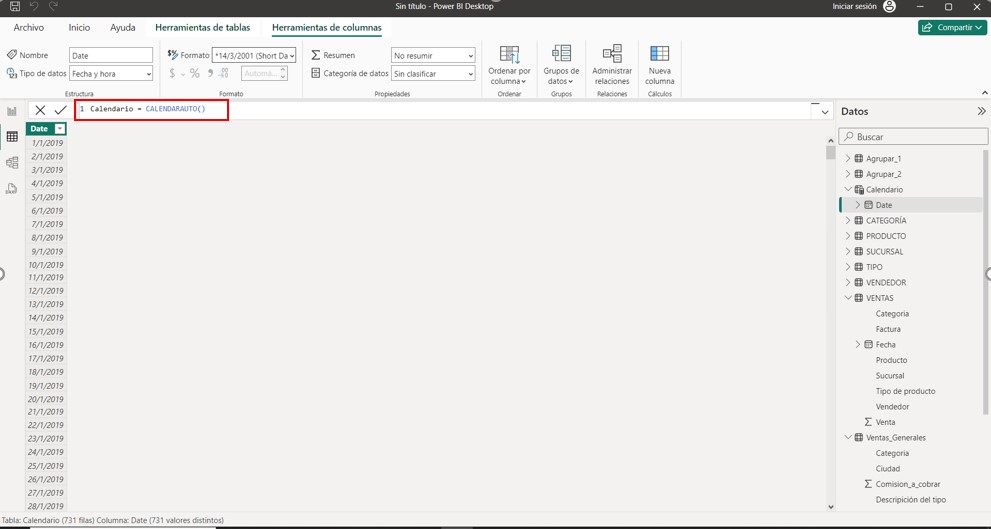 Sin título - Power BI Desktop
Iniciar sesión
Archivo Inicio Ayuda Herramientas de tablas Herramientas de columnas
Compartir
Nombre Date
Formato *14/3/2001 (Short Da
Resumen No resumir
Tipo de datos Fecha y hora
$ % 9 Automá...
Categoría de datos Sin clasificar
Ordenar por columna
Grupos de datos
Administrar relaciones
Nueva columna
Estructura Formato Propiedades Ordenar Grupos Relaciones Cálculos
1 Calendario = CALENDARAUTO()
Date
1/1/2019
2/1/2019
3/1/2019
4/1/2019
5/1/2019
6/1/2019
7/1/2019
8/1/2019
9/1/2019
10/1/2019
11/1/2019
12/1/2019
13/1/2019
14/1/2019
15/1/2019
16/1/2019
17/1/2019
18/1/2019
19/1/2019
20/1/2019
21/1/2019
22/1/2019
23/1/2019
24/1/2019
25/1/2019
26/1/2019
27/1/2019
28/1/2019
Datos
Buscar
Agrupar_1
Agrupar_2
Calendario
Date
CATEGORÍA
PRODUCTO
SUCURSAL
TIPO
VENDEDOR
VENTAS
Categoria
Factura
Fecha
Producto
Sucursal
Tipo de producto
Vendedor
Venta
Ventas_Generales
Categoria
Ciudad
Comision_a_cobrar
Descripición del tipo
Tabla: Calendario (731 filas) Columna: Date (731 valores distintos)